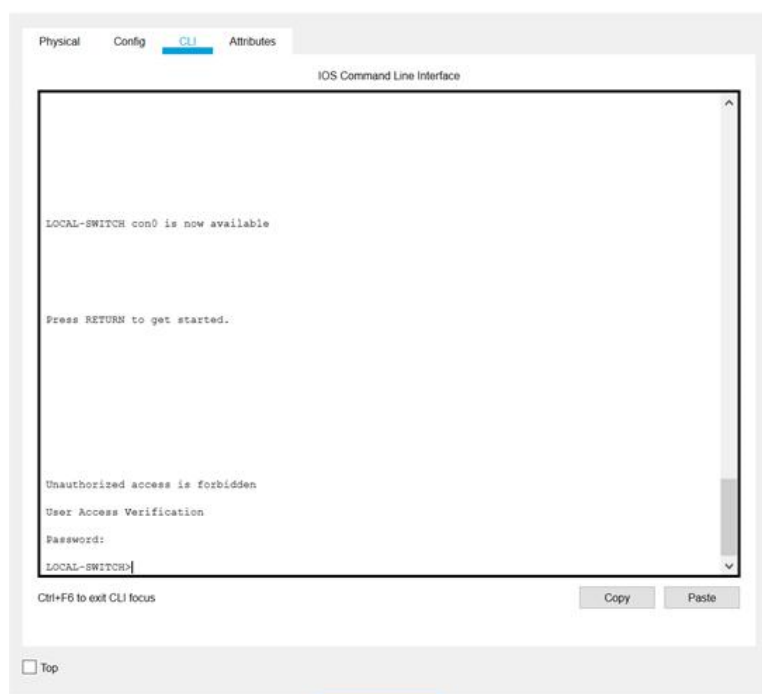 Physical Config CLI Attributes
IOS Command Line Interface
LOCAL-SWITCH con0 is now available
Press RETURN to get started.
Unauthorized access is forbidden
User Access Verification
Password:
LOCAL-SWITCH>
Ctrl+F6 to exit CLI focus
Copy Paste
Top